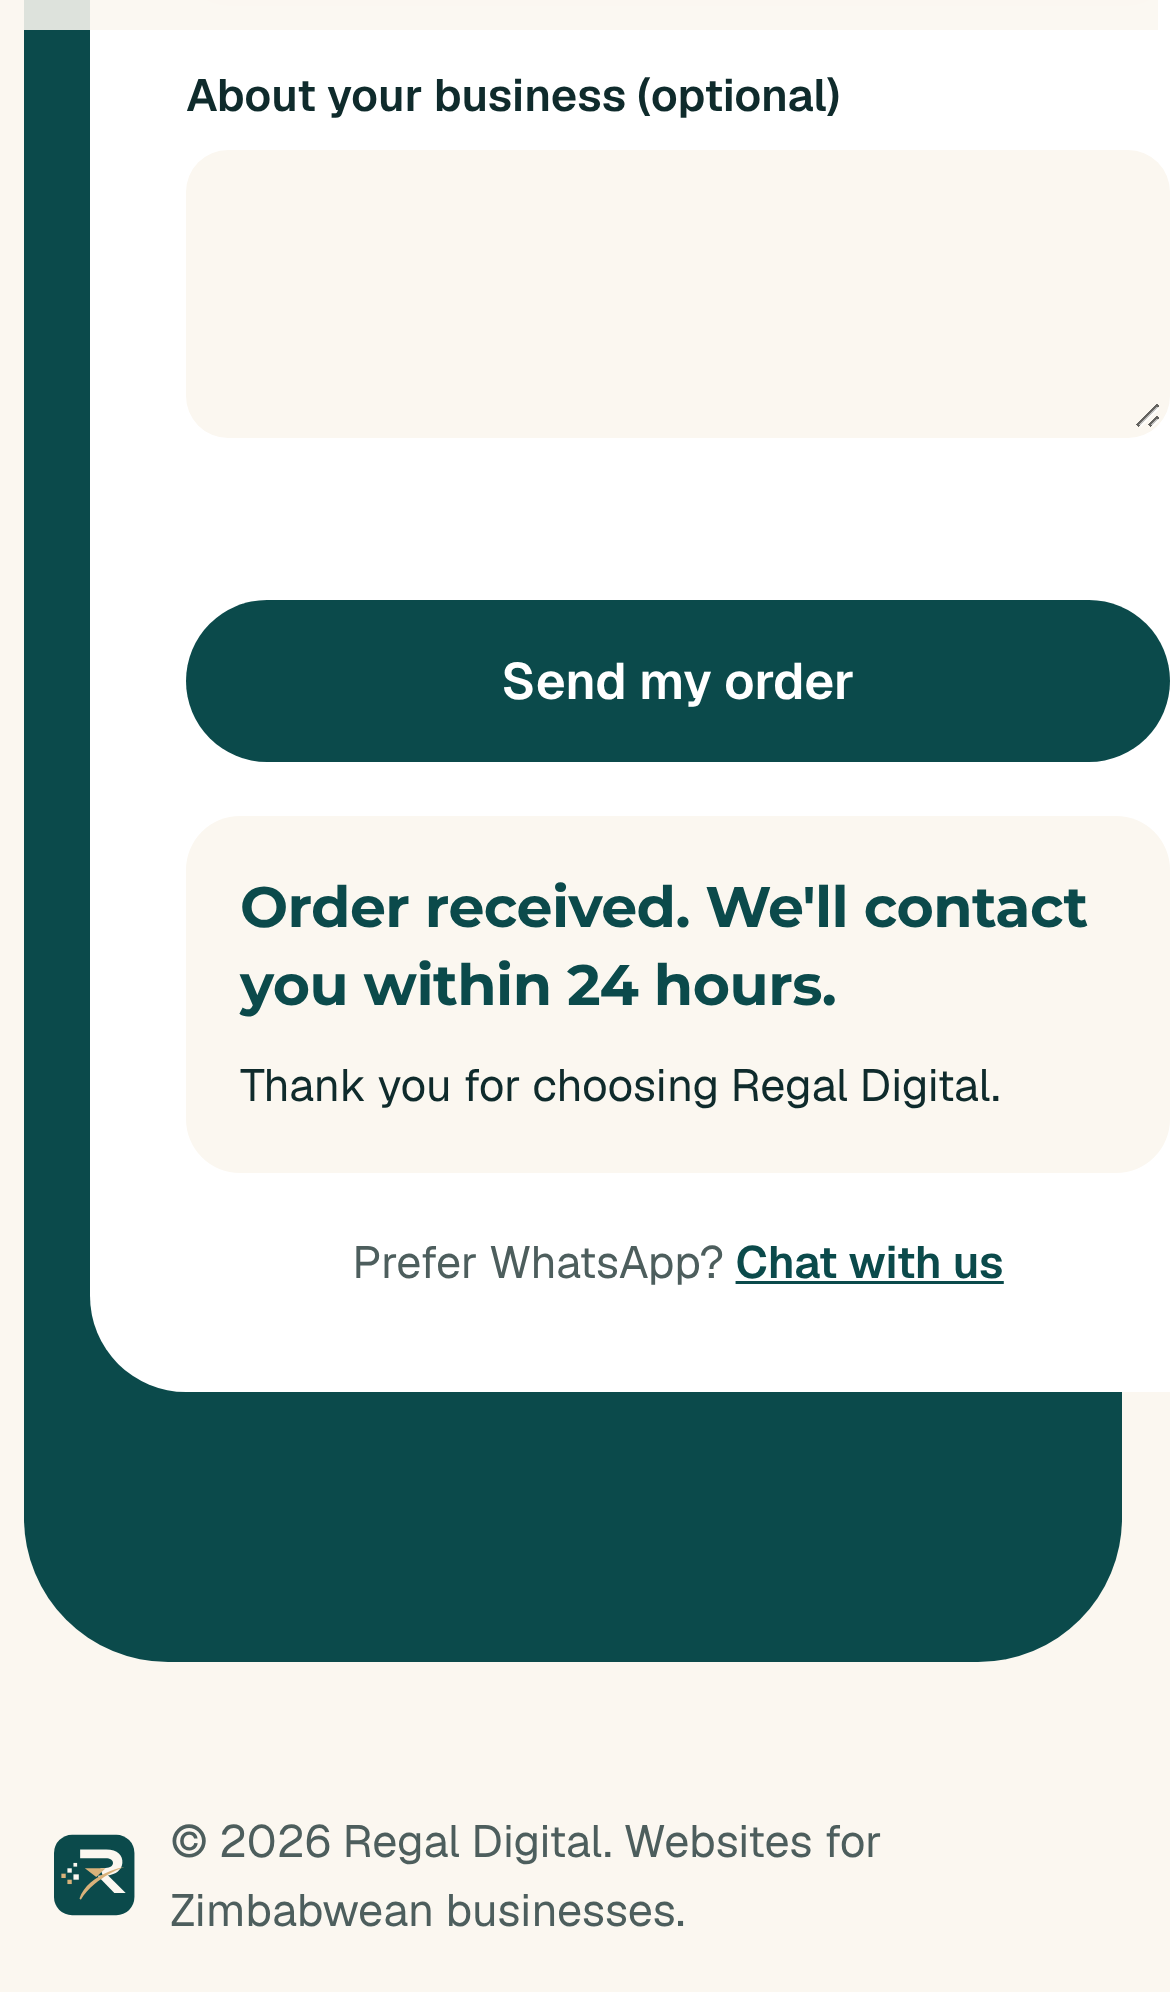 About your business (optional)
Send my order
Order received. We'll contact
you within 24 hours.
Thank you for choosing Regal Digital.
Prefer WhatsApp? Chat with us
R
© 2026 Regal Digital. Websites for
Zimbabwean businesses.